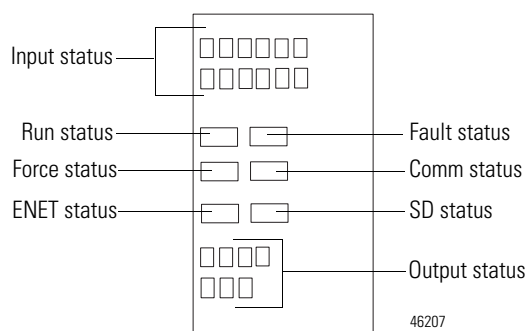 Input status
Run status
Fault status
Force status
Comm status
ENET status
SD status
Output status
46207